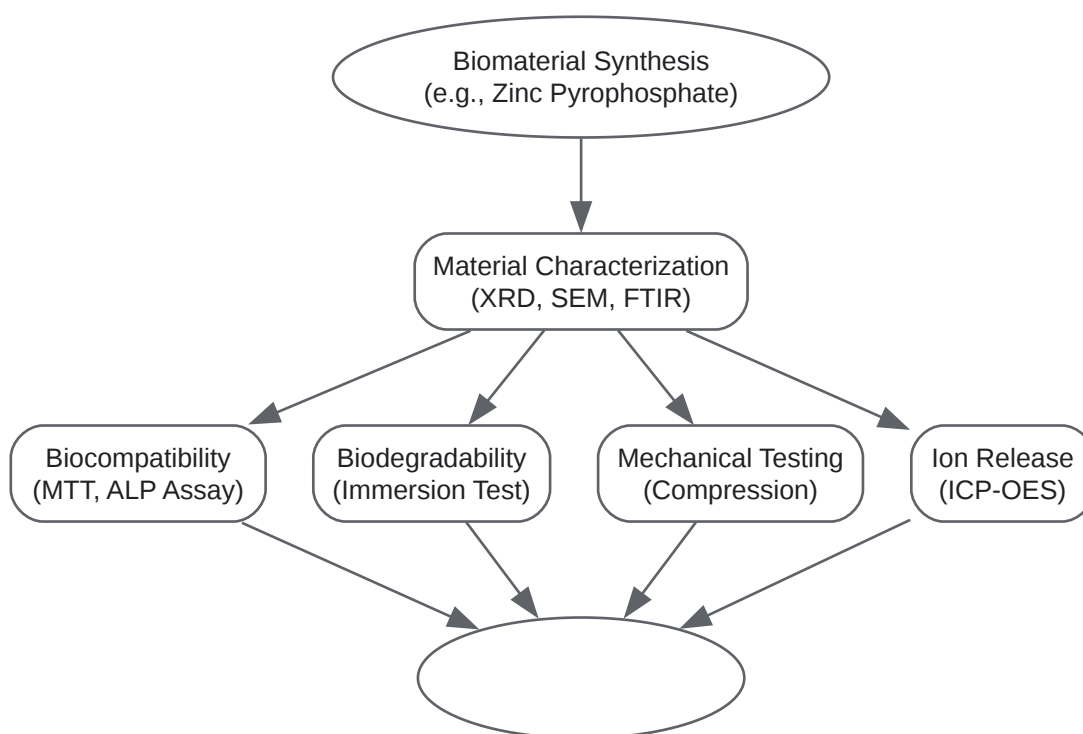 Biomaterial Synthesis
(e.g., Zinc Pyrophosphate)
Material Characterization
(XRD, SEM, FTIR)
Biocompatibility
(MTT, ALP Assay)
Biodegradability
(Immersion Test)
Mechanical Testing
(Compression)
Ion Release
(ICP-OES)